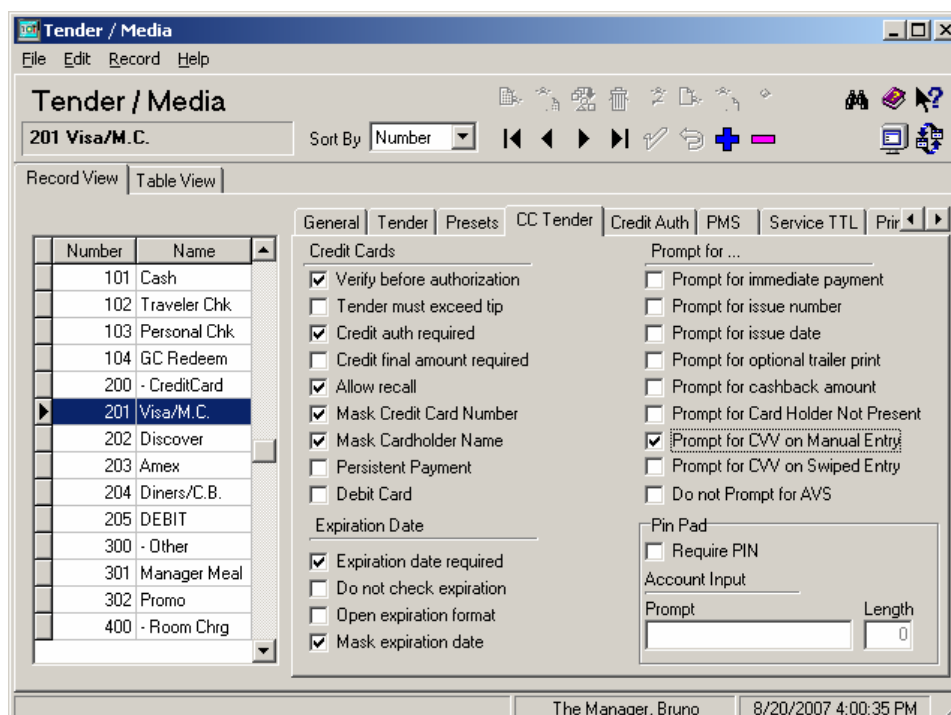 Tender / Media
File Edit Record Help
Tender / Media
201 Visa/M.C.
Sort By Number
Record View Table View
General Tender Presets CC Tender Credit Auth PMS Service TTL Prin
Number Name
101 Cash
102 Traveler Chk
103 Personal Chk
104 GC Redeem
200 - CreditCard
201 Visa/M.C.
202 Discover
203 Amex
204 Diners/C.B.
205 DEBIT
300 - Other
301 Manager Meal
302 Promo
400 - Room Chrg
Credit Cards
Verify before authorization
Tender must exceed tip
Credit auth required
Credit final amount required
Allow recall
Mask Credit Card Number
Mask Cardholder Name
Persistent Payment
Debit Card
Expiration Date
Expiration date required
Do not check expiration
Open expiration format
Mask expiration date
Prompt for ...
Prompt for immediate payment
Prompt for issue number
Prompt for issue date
Prompt for optional trailer print
Prompt for cashback amount
Prompt for Card Holder Not Present
Prompt for CVV on Manual Entry
Prompt for CVV on Swiped Entry
Do not Prompt for AVS
Pin Pad
Require PIN
Account Input
Prompt Length
0
The Manager, Bruno 8/20/2007 4:00:35 PM